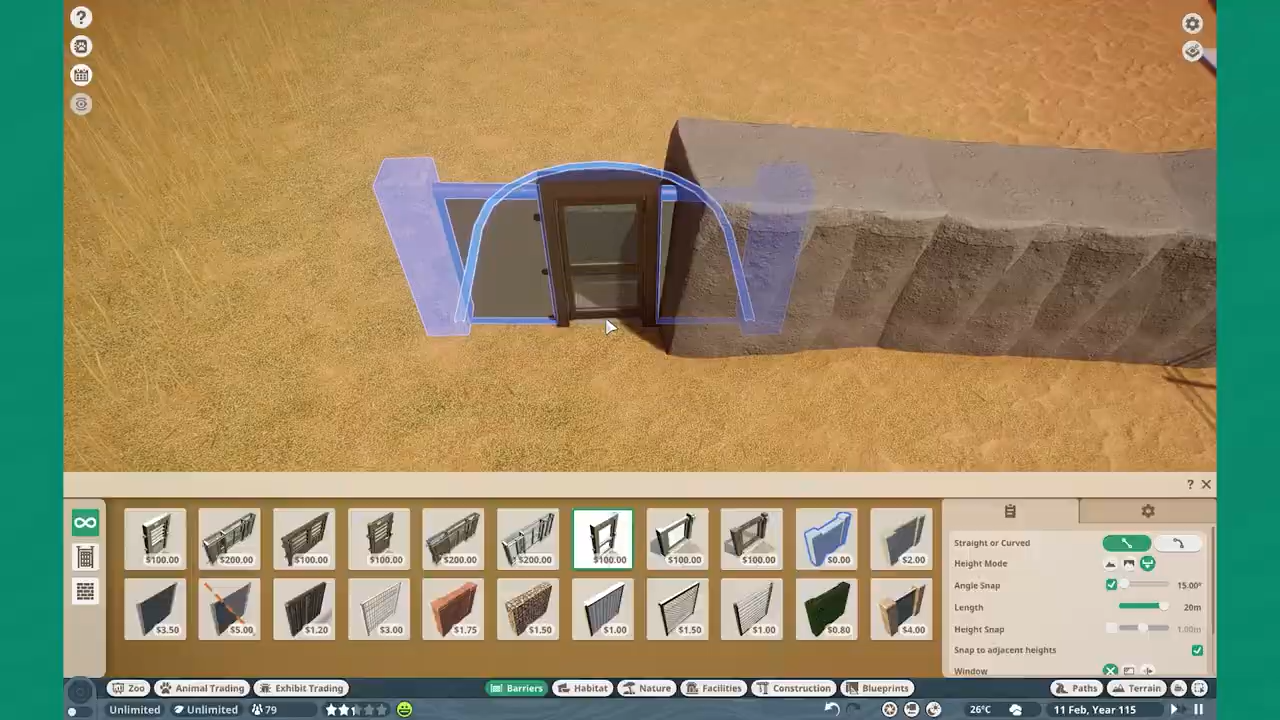 ?
? ×
$100.00 $200.00 $100.00 $100.00 $200.00 $200.00 $100.00 $100.00 $100.00 $0.00 $2.00
$3.50 $5.00 $1.20 $3.00 $1.75 $1.50 $1.00 $1.50 $1.00 $0.80 $4.00
Straight or Curved
Height Mode
Angle Snap 15.00°
Length 20m
Height Snap 1.00m
Snap to adjacent heights
Window
Zoo Animal Trading Exhibit Trading Barriers Habitat Nature Facilities Construction Blueprints Paths Terrain
Unlimited Unlimited 79 26°C 11 Feb, Year 115